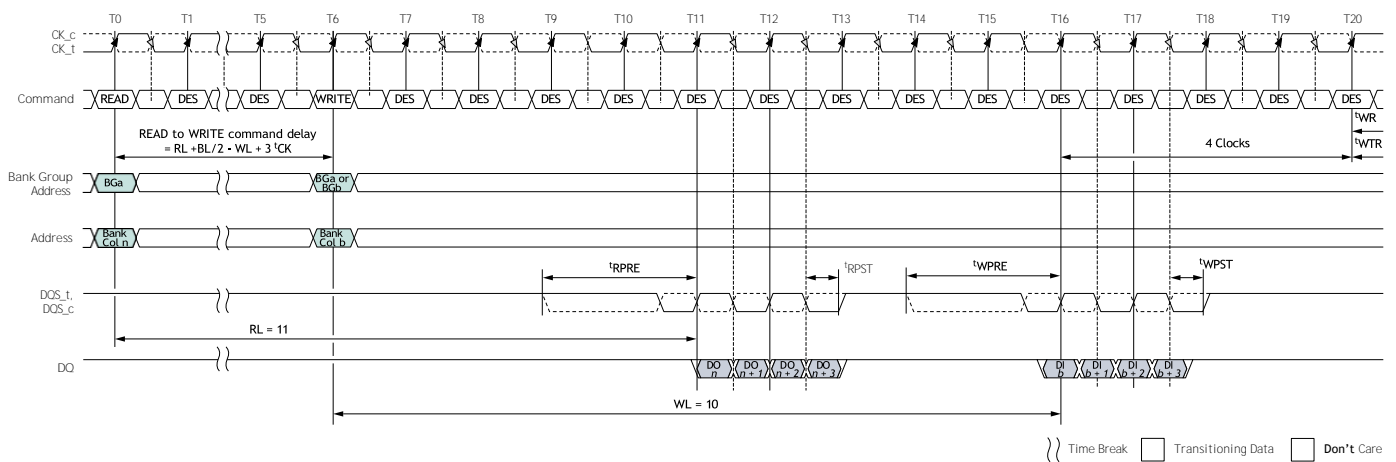 T0 T1 T5 T6 T7 T8 T9 T10 T11 T12 T13 T14 T15 T16 T17 T18 T19 T20
CK_c
CK_t
Command READ DES DES WRITE DES DES DES DES DES DES DES DES DES DES DES DES DES DES
tWR
READ to WRITE command delay
= RL +BL/2 - WL + 3 tCK
4 Clocks
tWTR
Bank Group
Address
BGa
BGa or
BGb
Address
Bank
Col n
Bank
Col b
tRPRE
tRPST
tWPRE
tWPST
DQS_t,
DQS_c
RL = 11
DQ
DO
n
DO
n + 1
DO
n + 2
DO
n + 3
DI
b
DI
b + 1
DI
b + 2
DI
b + 3
WL = 10
Time Break Transitioning Data Don't Care